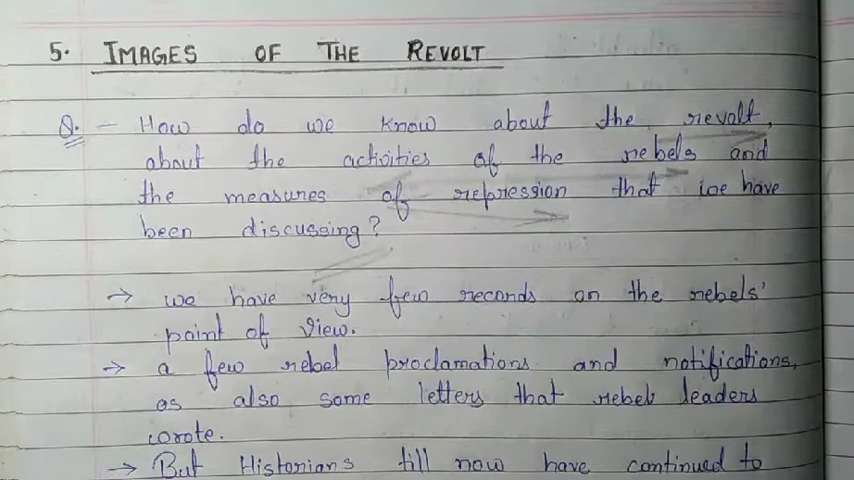 5. IMAGES OF THE REVOLT
Q. - How do we know about the revolt,
about the activities of the rebels and
the measures of repression that we have
been discussing?
→ we have very few records on the rebels'
point of view.
→ a few rebel proclamations and notifications,
as also some letters that rebel leaders
wrote.
→ But Historians till now have continued to